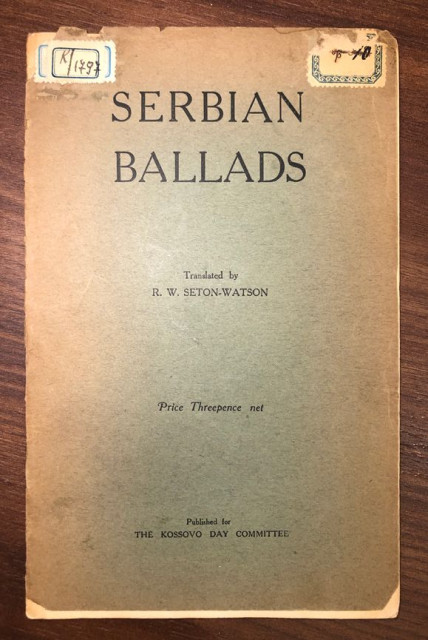 K/1797
SERBIAN
BALLADS
Translated by
R. W. SETON-WATSON
Price Threepence net
Published for
THE KOSSOVO DAY COMMITTEE